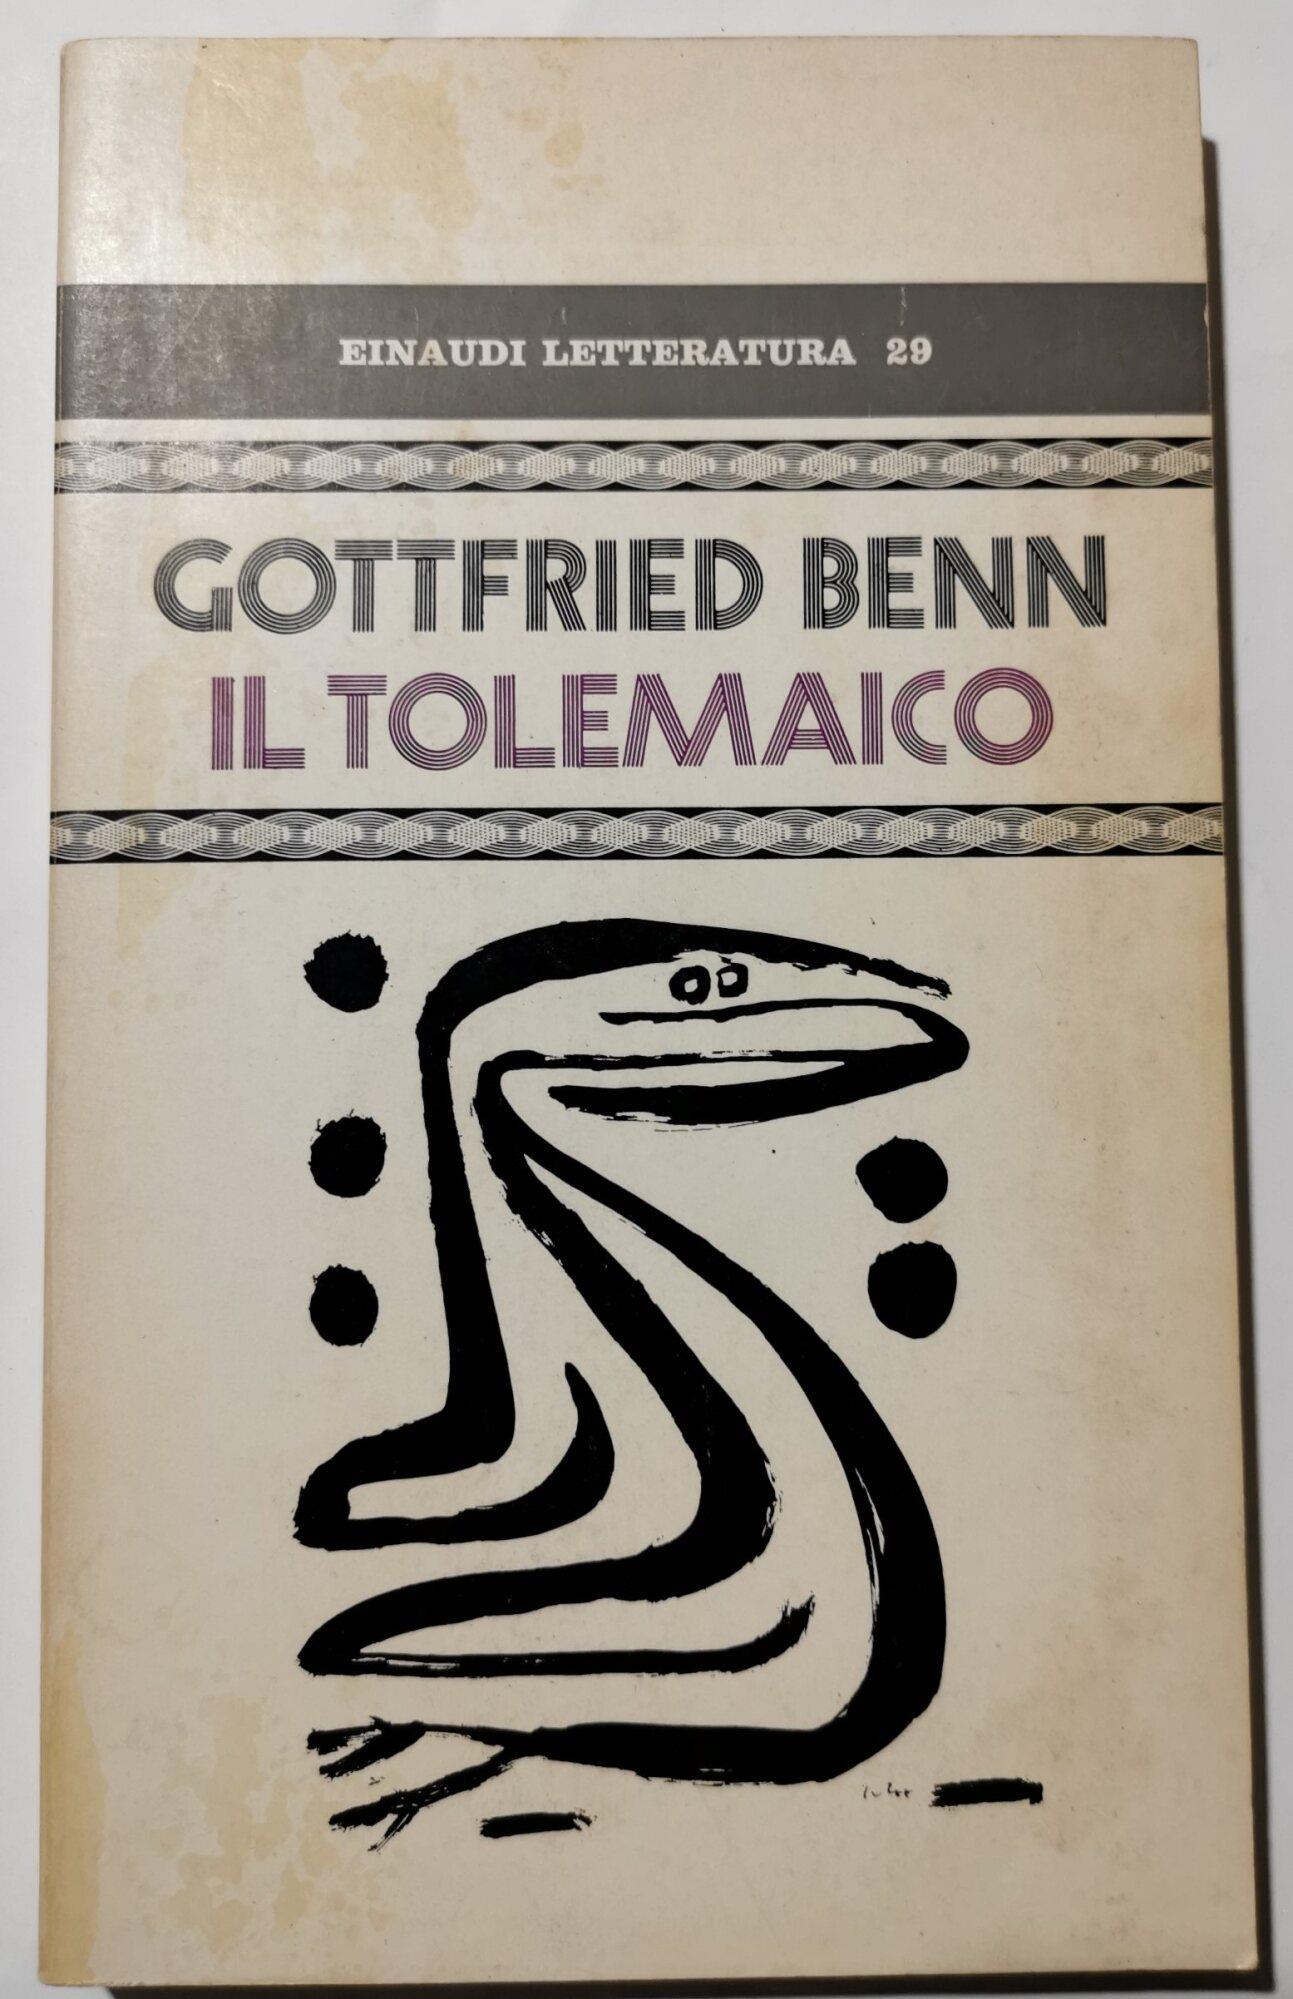 EINAUDI LETTERATURA 29
GOTTFRIED BENN
IL TOLEMAICO